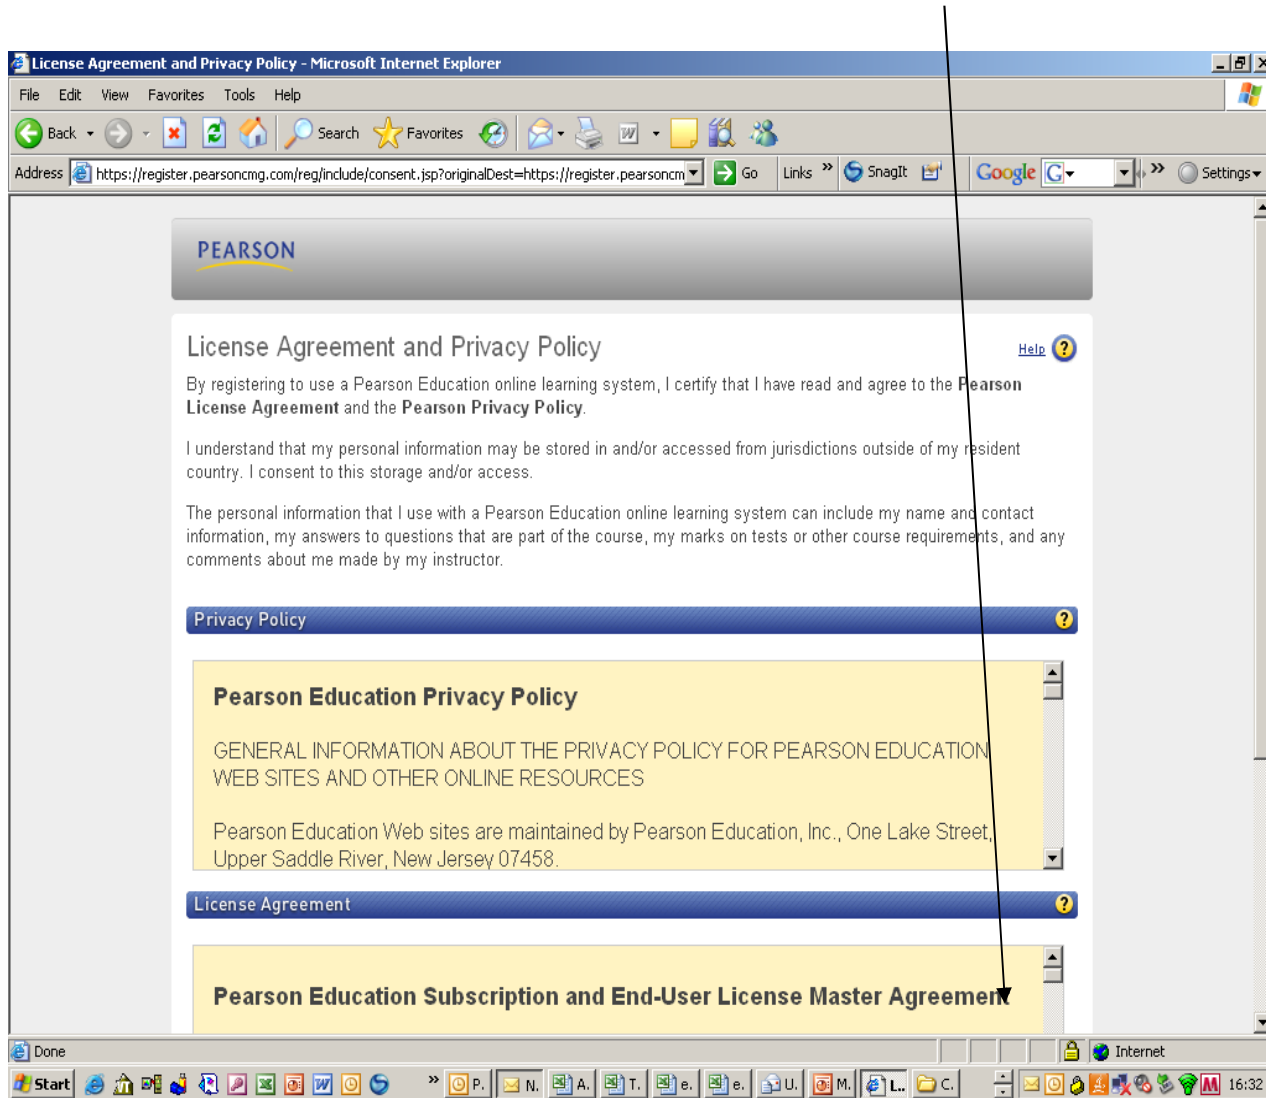 License Agreement and Privacy Policy - Microsoft Internet Explorer
File Edit View Favorites Tools Help
Back Search Favorites
Address https://register.pearsoncmg.com/reg/include/consent.jsp?originalDest=https://register.pearsoncm Go Links » SnagIt Google G Settings
PEARSON
License Agreement and Privacy Policy
Help ?
By registering to use a Pearson Education online learning system, I certify that I have read and agree to the Pearson
License Agreement and the Pearson Privacy Policy.
I understand that my personal information may be stored in and/or accessed from jurisdictions outside of my resident
country. I consent to this storage and/or access.
The personal information that I use with a Pearson Education online learning system can include my name and contact
information, my answers to questions that are part of the course, my marks on tests or other course requirements, and any
comments about me made by my instructor.
Privacy Policy ?
Pearson Education Privacy Policy
GENERAL INFORMATION ABOUT THE PRIVACY POLICY FOR PEARSON EDUCATION
WEB SITES AND OTHER ONLINE RESOURCES
Pearson Education Web sites are maintained by Pearson Education, Inc., One Lake Street,
Upper Saddle River, New Jersey 07458.
License Agreement ?
Pearson Education Subscription and End-User License Master Agreement
Done Internet
Start » P. N. A. T. e. e. U. M. L.. C. 16:32